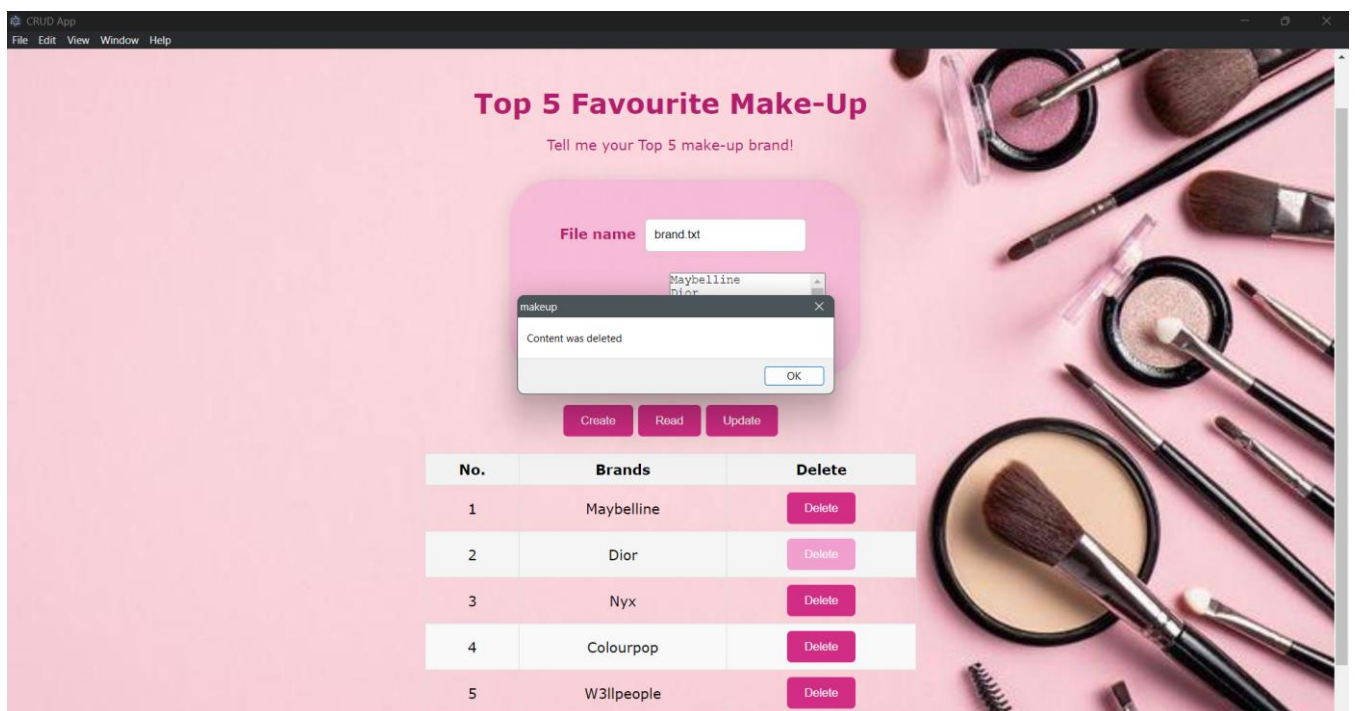 CRUD App
File Edit View Window Help
Top 5 Favourite Make-Up
Tell me your Top 5 make-up brand!
File name brand.txt
Maybelline
Dior
makeup
Content was deleted
OK
Create Read Update
No. Brands Delete
1 Maybelline Delete
2 Dior Delete
3 Nyx Delete
4 Colourpop Delete
5 W3llpeople Delete